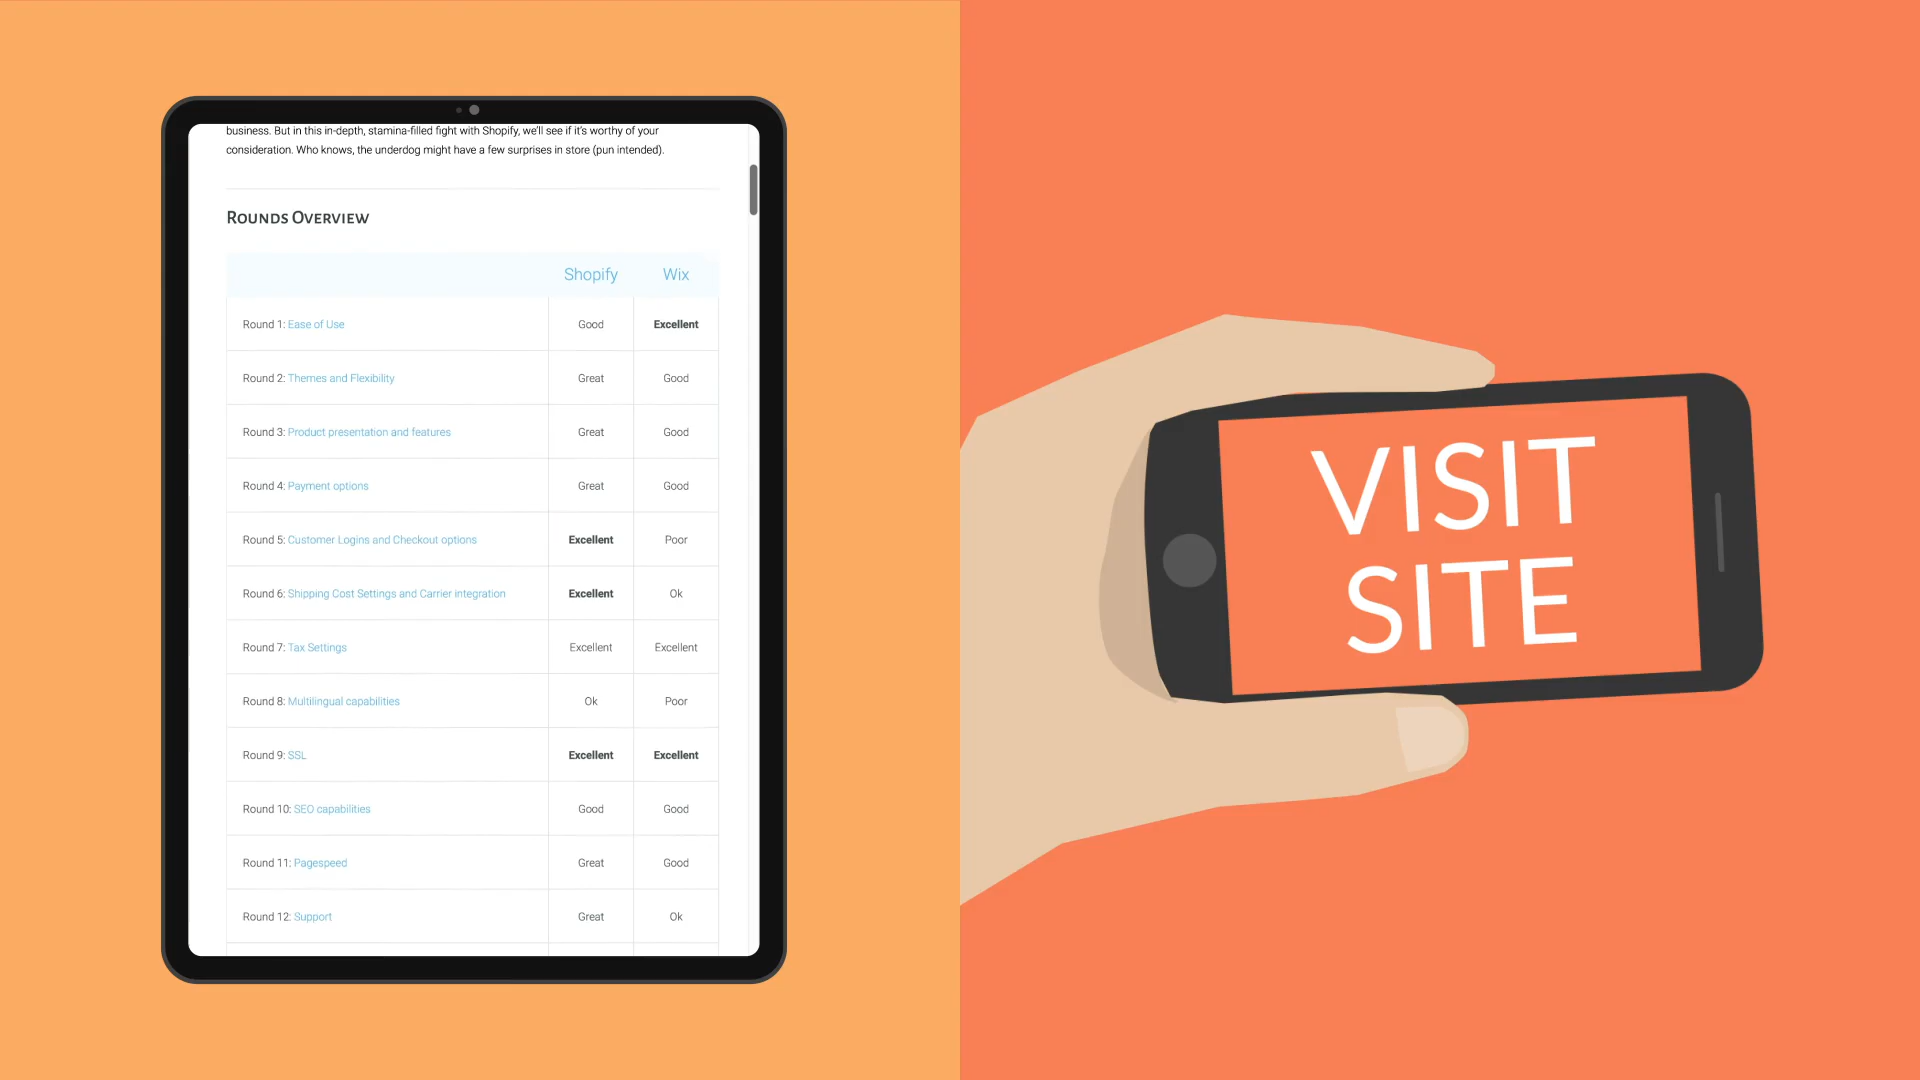 business. But in this in-depth, stamina-filled fight with Shopify, we'll see if it's worthy of your
consideration. Who knows, the underdog might have a few surprises in store (pun intended).
Rounds Overview
Shopify Wix
Round 1: Ease of Use Good Excellent
Round 2: Themes and Flexibility Great Good
Round 3: Product presentation and features Great Good
Round 4: Payment options Great Good
Round 5: Customer Logins and Checkout options Excellent Poor
Round 6: Shipping Cost Settings and Carrier integration Excellent Ok
Round 7: Tax Settings Excellent Excellent
Round 8: Multilingual capabilities Ok Poor
Round 9: SSL Excellent Excellent
Round 10: SEO capabilities Good Good
Round 11: Pagespeed Great Good
Round 12: Support Great Ok
VISIT
SITE